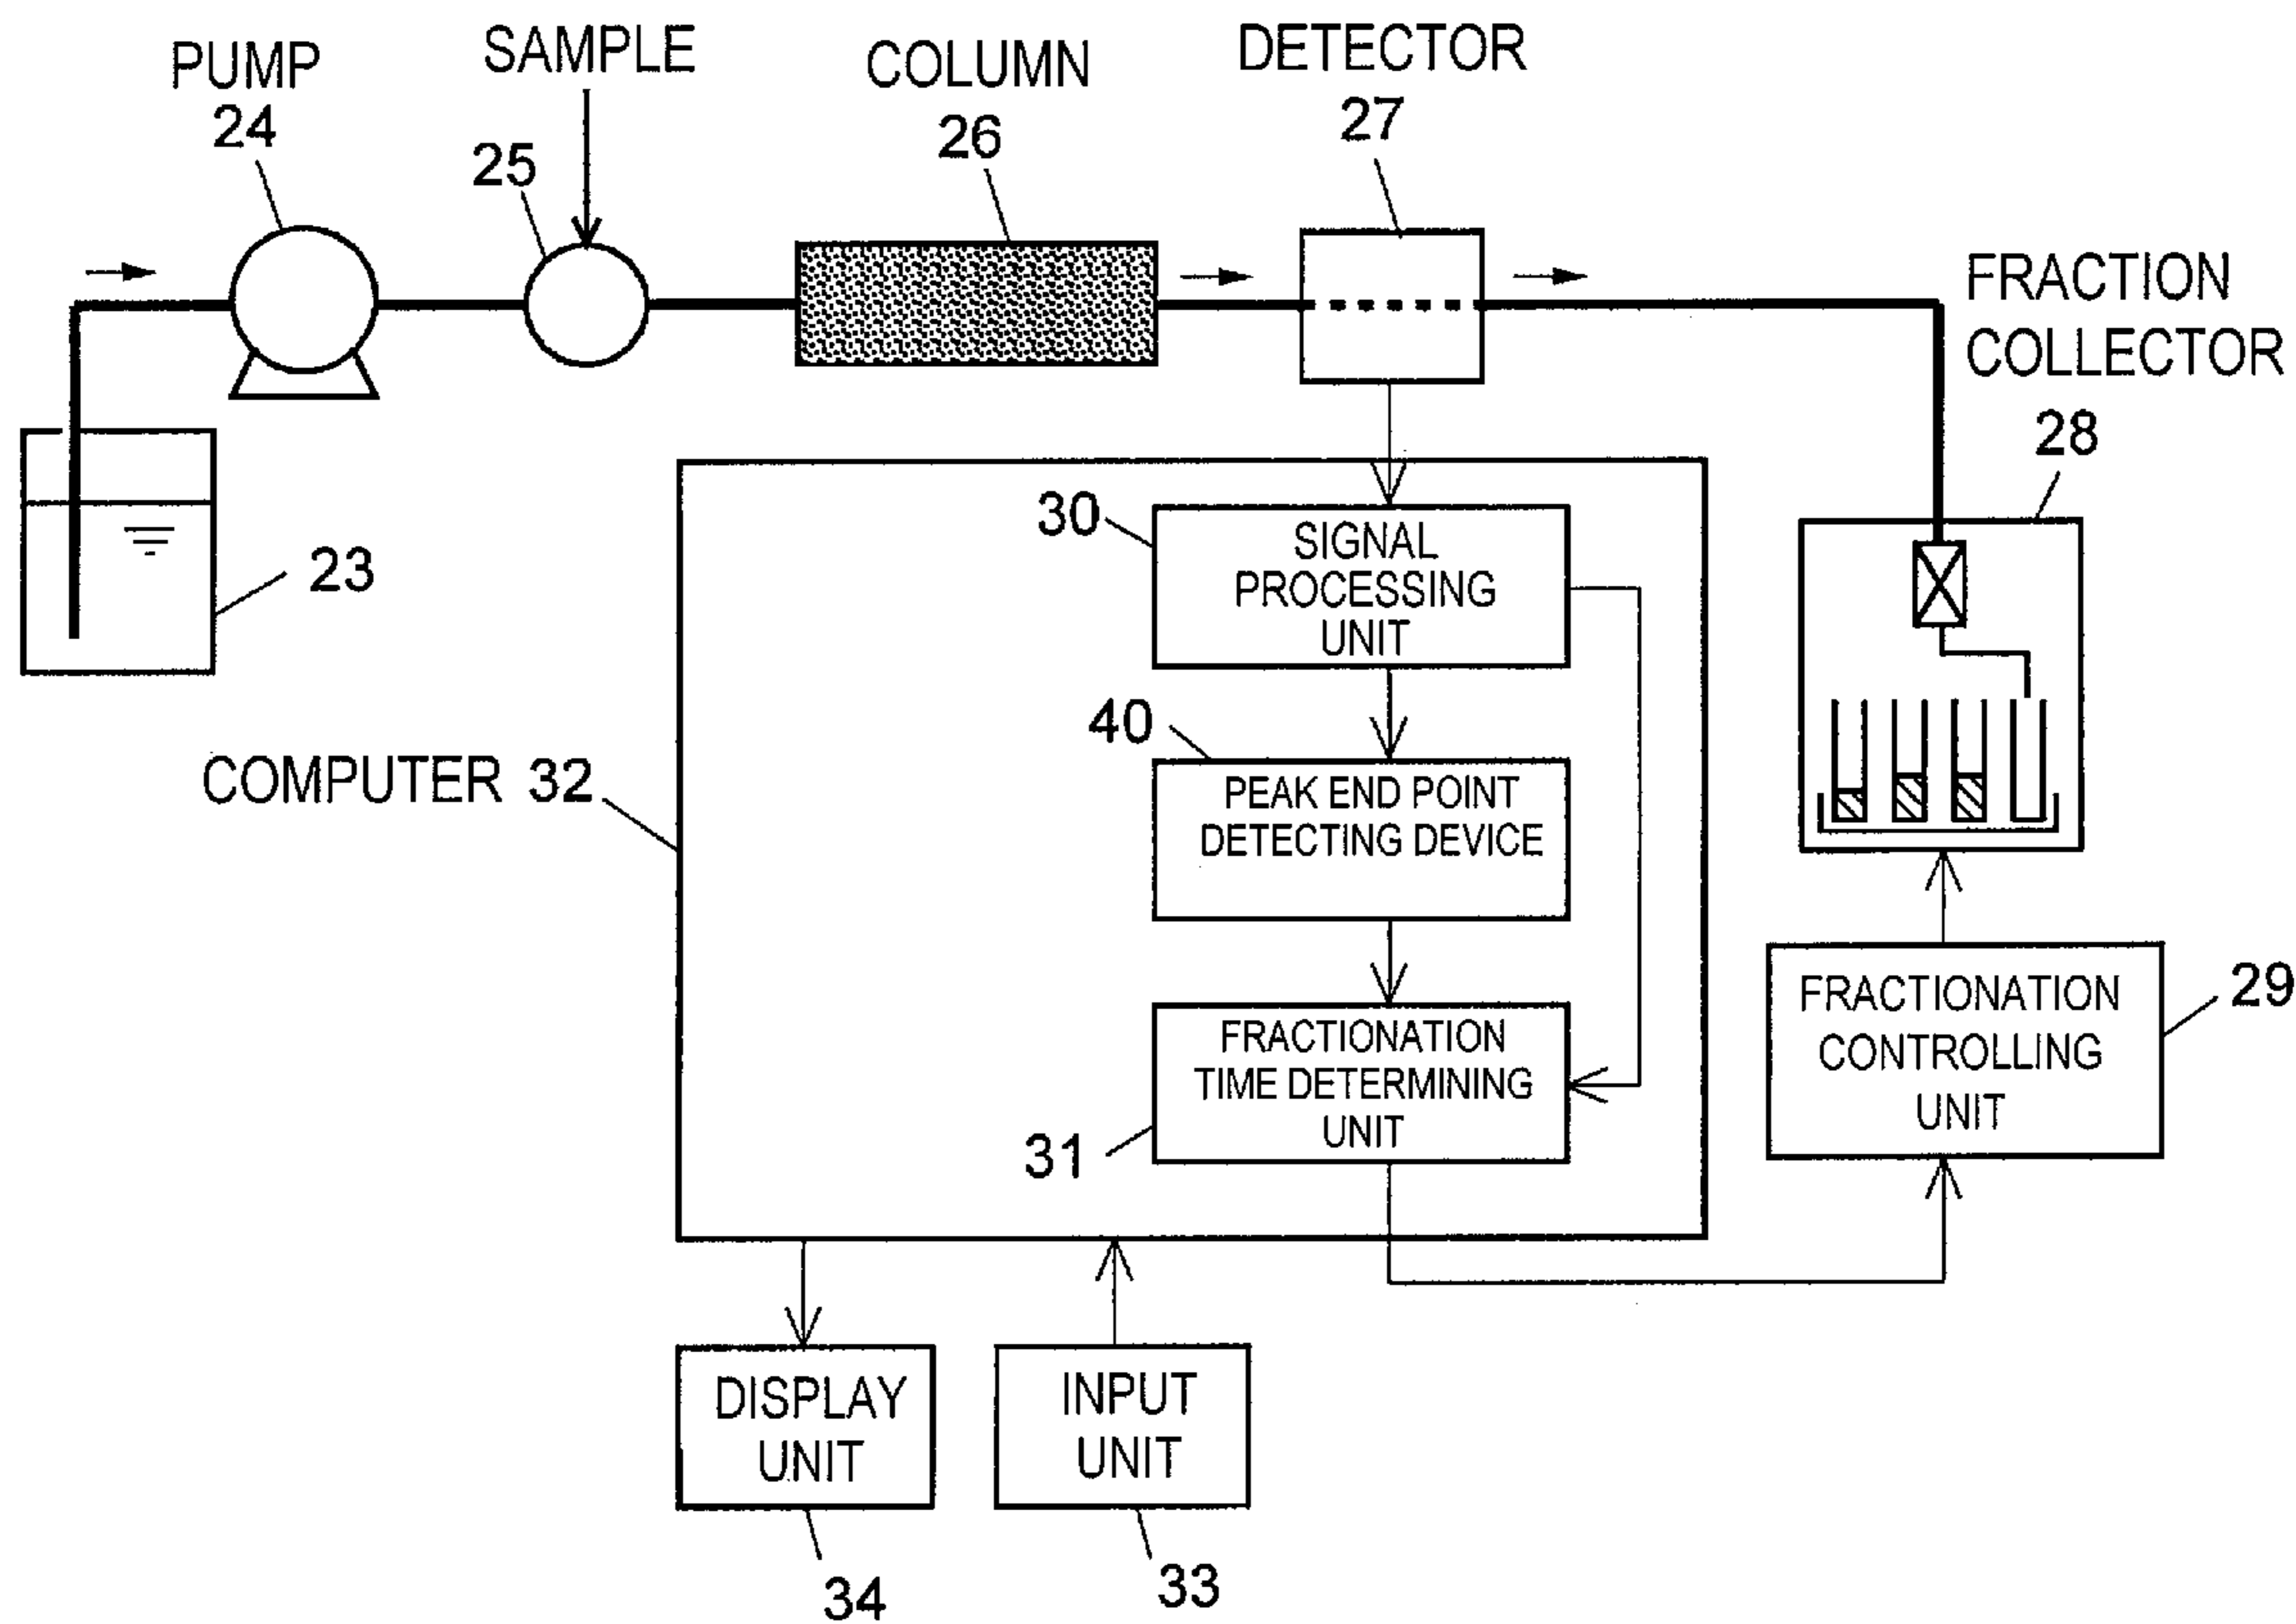 PUMP
24
SAMPLE
25
COLUMN
26
DETECTOR
27
FRACTION
COLLECTOR
28
23
30
SIGNAL
PROCESSING
UNIT
40
COMPUTER 32
PEAK END POINT
DETECTING DEVICE
FRACTIONATION
TIME DETERMINING
UNIT
31
FRACTIONATION
CONTROLLING
UNIT
29
DISPLAY
UNIT
34
INPUT
UNIT
33